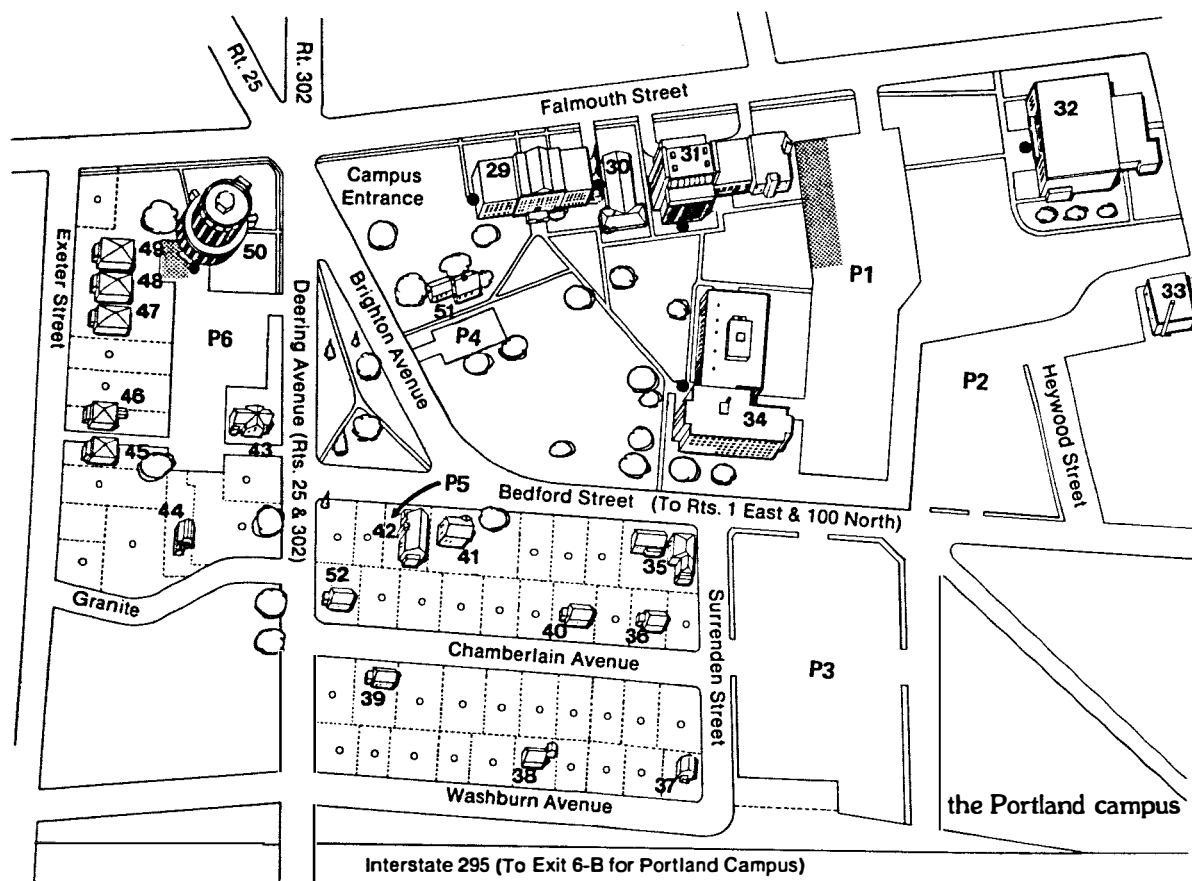 Rt. 25
Rt. 302
Falmouth Street
32
31
30
29
Campus
Entrance
50
49
48
47
46
45
44
43
Exeter Street
P6
Deering Avenue (Rts. 25 & 302)
Brighton Avenue
51
P4
P1
33
P2
Heywood Street
34
P5
Bedford Street (To Rts. 1 East & 100 North)
42
41
35
52
40
36
Granite
Chamberlain Avenue
Surrenden Street
P3
39
38
37
Washburn Avenue
the Portland campus
Interstate 295 (To Exit 6-B for Portland Campus)